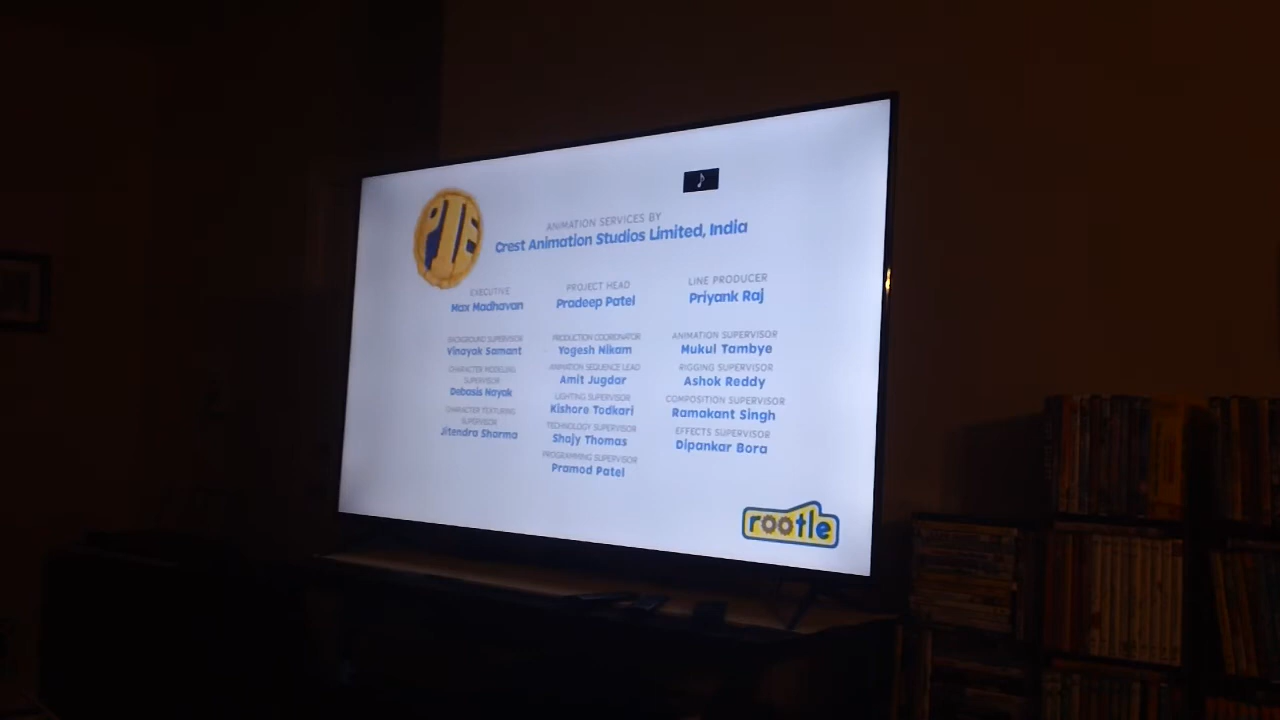 PIE
ANIMATION SERVICES BY
Crest Animation Studios Limited, India
EXECUTIVE
Max Madhavan
PROJECT HEAD
Pradeep Patel
LINE PRODUCER
Priyank Raj
BACKGROUND SUPERVISOR
Vinayak Samant
CHARACTER MODELING
SUPERVISOR
Debasis Nayak
CHARACTER TEXTURING
SUPERVISOR
Jitendra Sharma
PRODUCTION COORDINATOR
Yogesh Nikam
ANIMATION SEQUENCE LEAD
Amit Jugdar
LIGHTING SUPERVISOR
Kishore Todkari
TECHNOLOGY SUPERVISOR
Shajy Thomas
PROGRAMMING SUPERVISOR
Pramod Patel
ANIMATION SUPERVISOR
Mukul Tambye
RIGGING SUPERVISOR
Ashok Reddy
COMPOSITION SUPERVISOR
Ramakant Singh
EFFECTS SUPERVISOR
Dipankar Bora
rootle